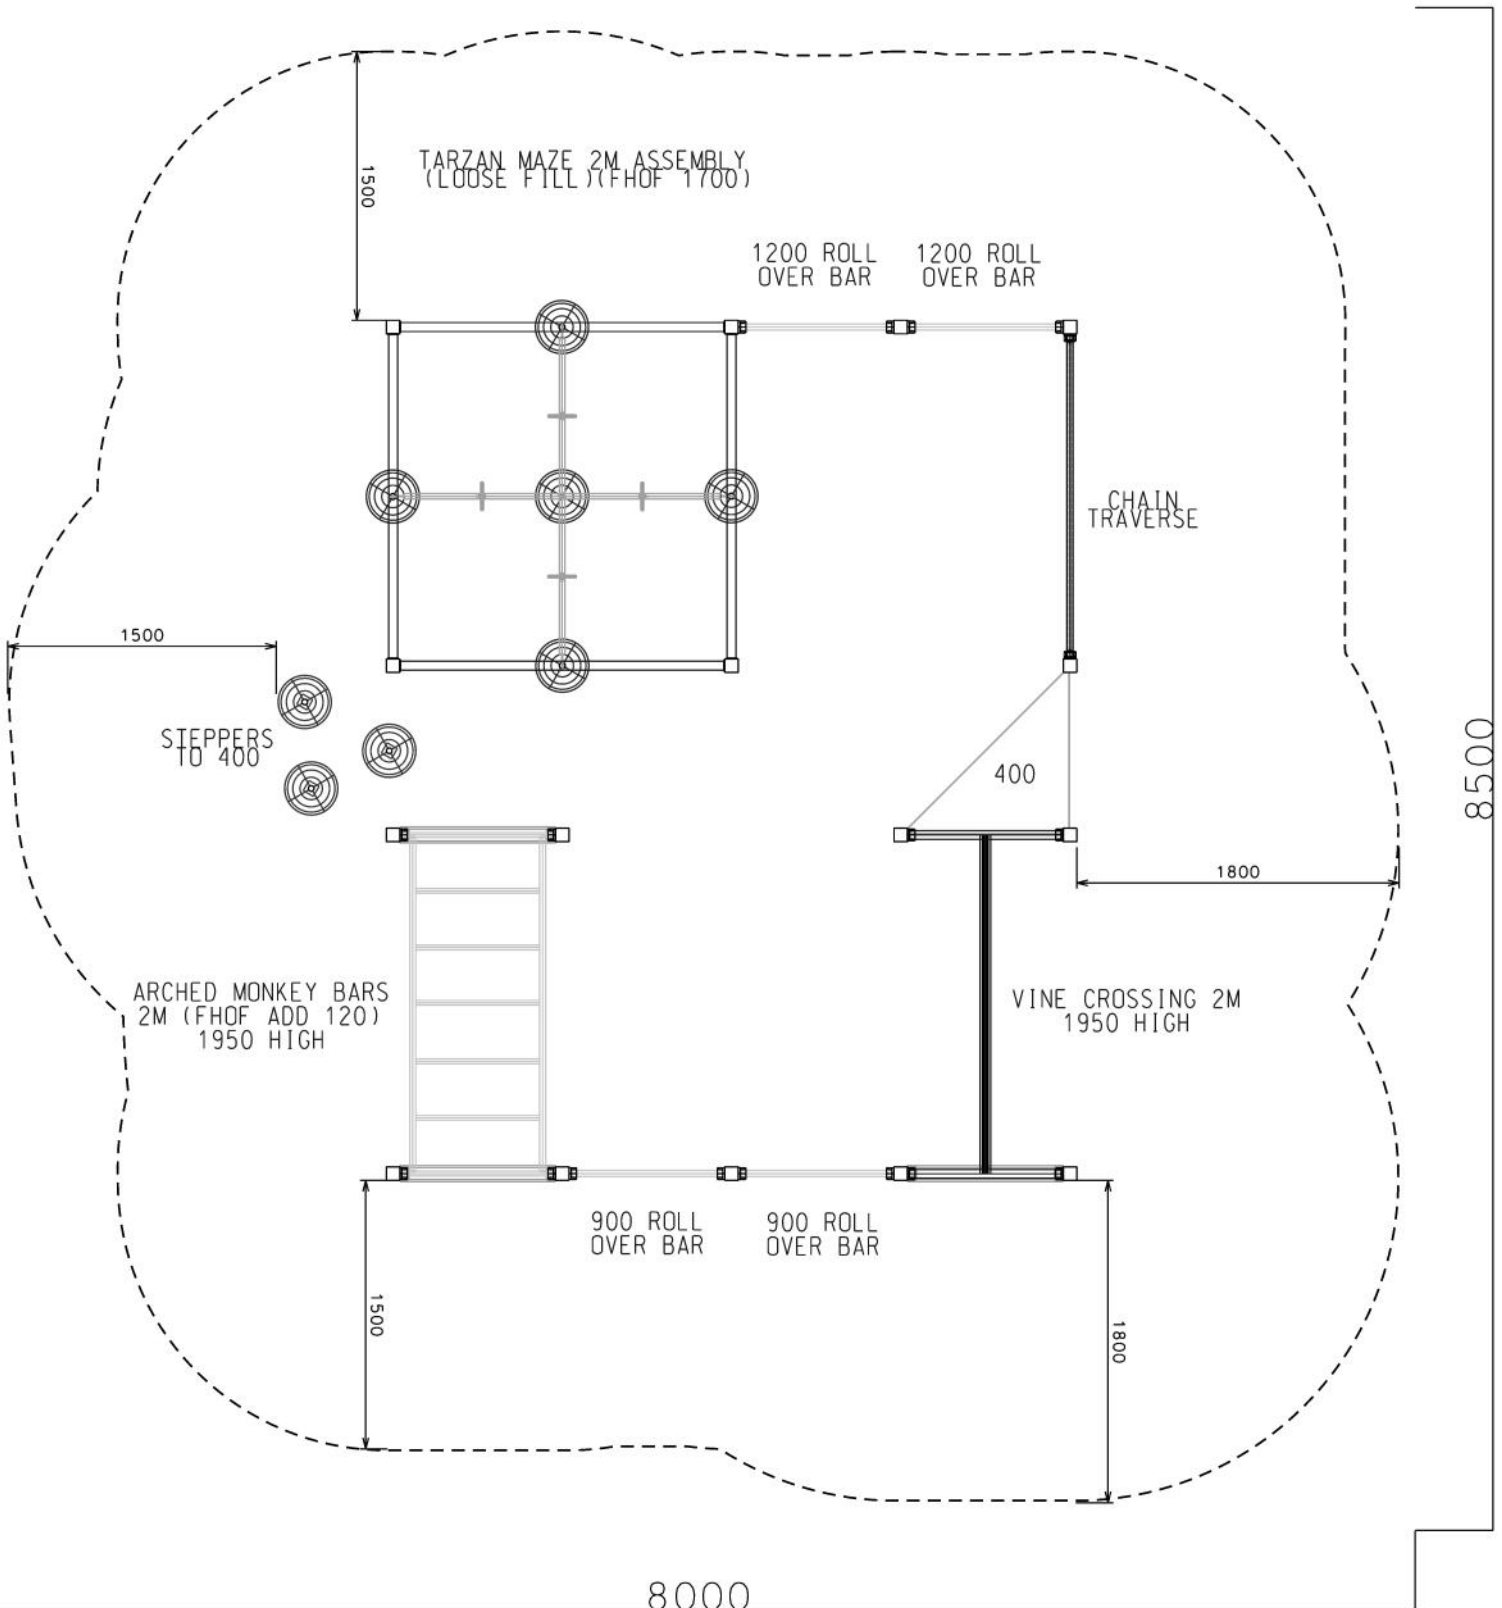 1500
TARZAN MAZE 2M ASSEMBLY
(LOOSE FILL)(FHOF 1700)
1200 ROLL
OVER BAR
1200 ROLL
OVER BAR
CHAIN
TRAVERSE
1500
STEPPERS
TO 400
400
8500
1800
ARCHED MONKEY BARS
2M (FHOF ADD 120)
1950 HIGH
VINE CROSSING 2M
1950 HIGH
900 ROLL
OVER BAR
900 ROLL
OVER BAR
1500
1800
8000